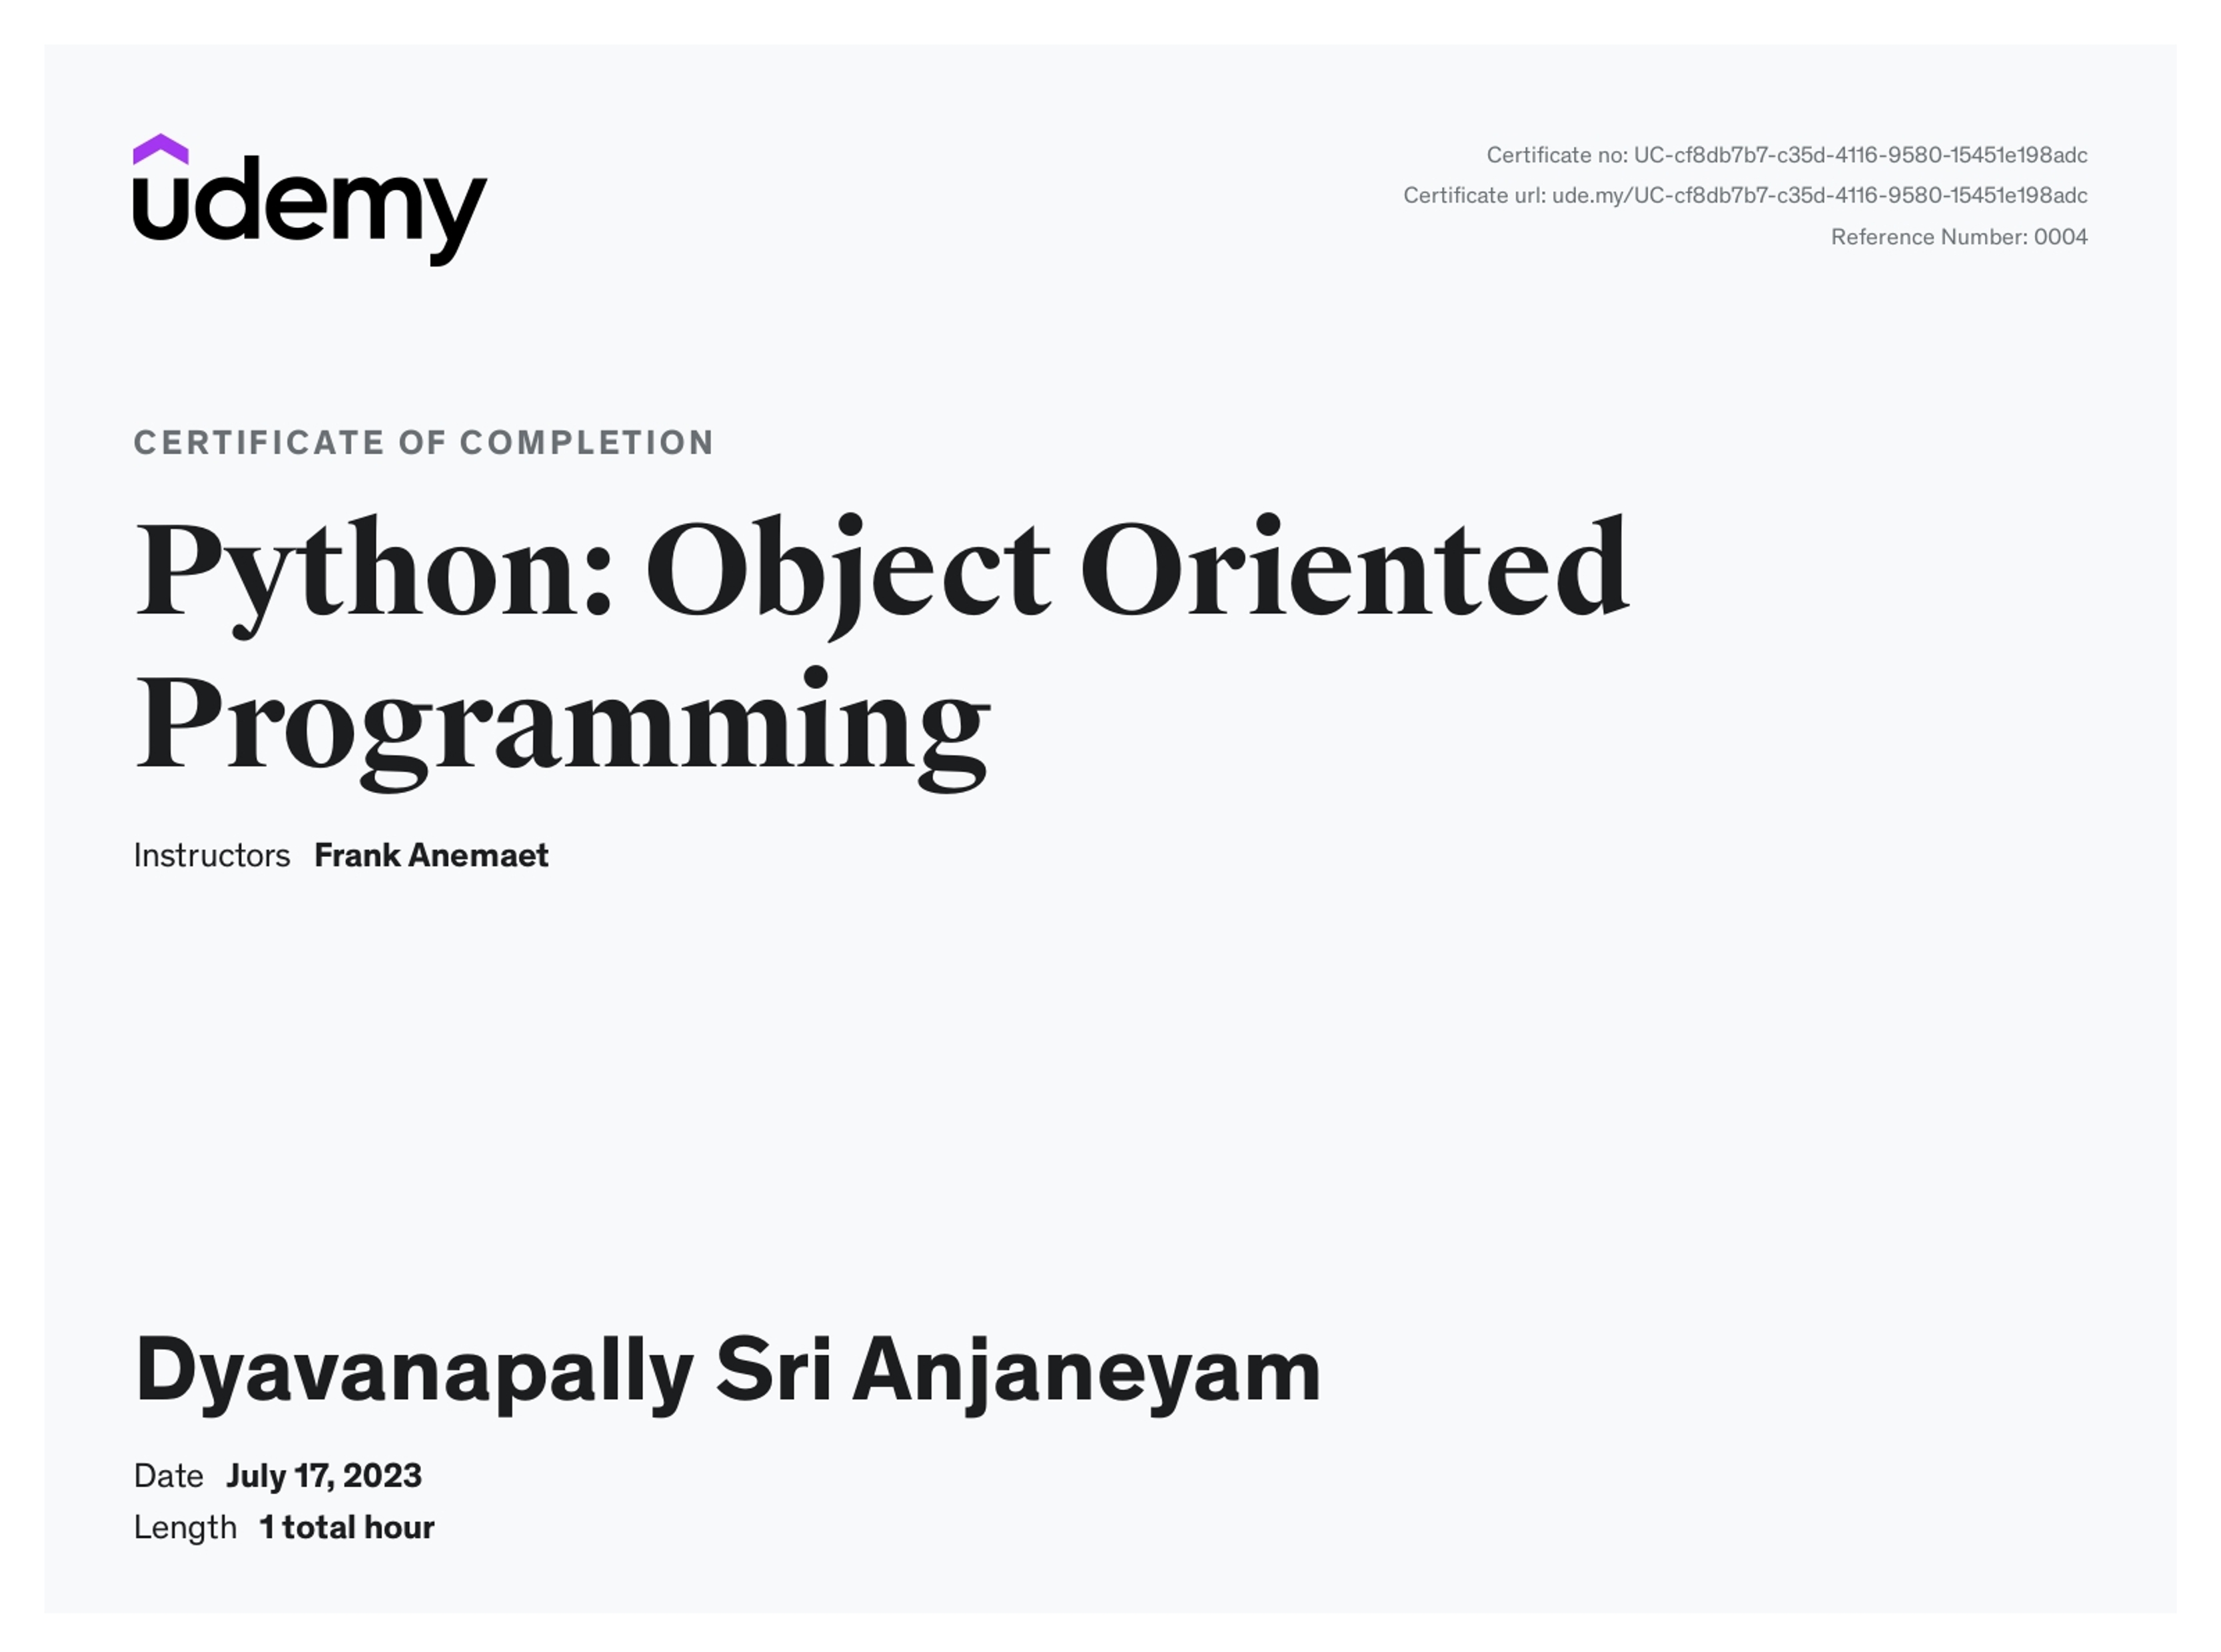 udemy
Certificate no: UC-cf8db7b7-c35d-4116-9580-15451e198adc
Certificate url: ude.my/UC-cf8db7b7-c35d-4116-9580-15451e198adc
Reference Number: 0004
CERTIFICATE OF COMPLETION
Python: Object Oriented
Programming
Instructors Frank Anemaet
Dyavanapally Sri Anjaneyam
Date July 17, 2023
Length 1 total hour